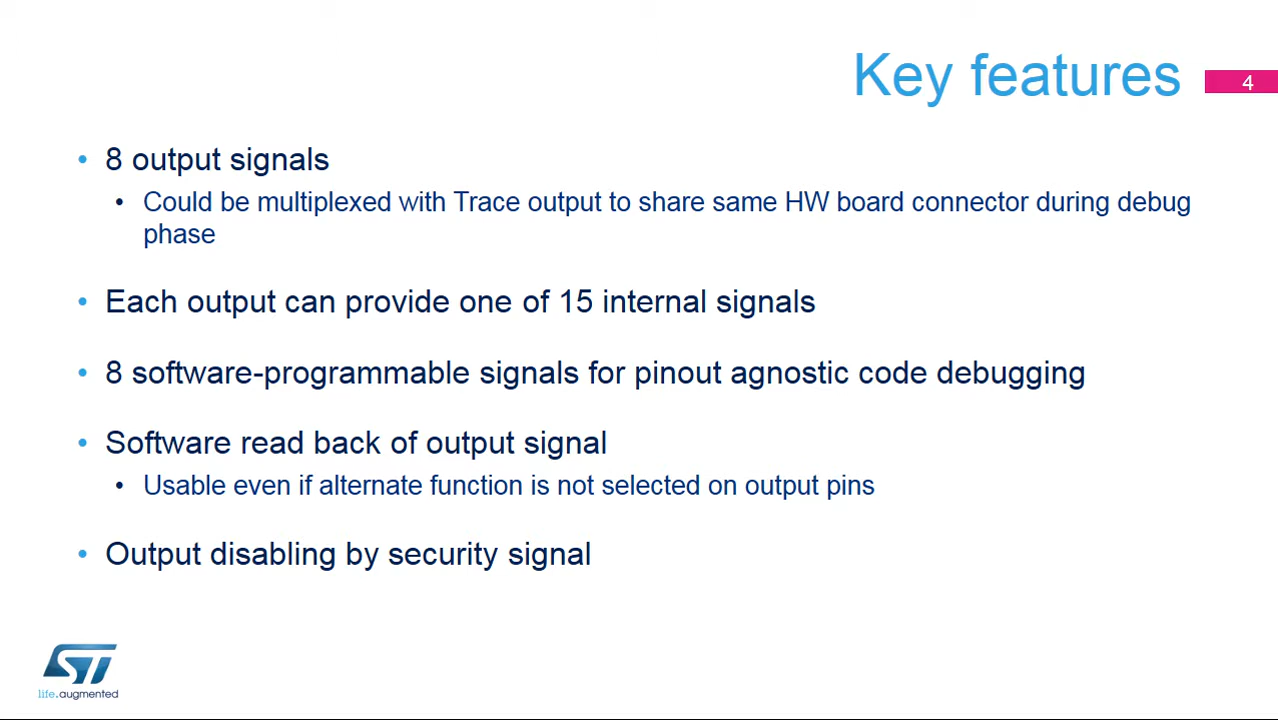 Key features
4
• 8 output signals
• Could be multiplexed with Trace output to share same HW board connector during debug
phase
• Each output can provide one of 15 internal signals
• 8 software-programmable signals for pinout agnostic code debugging
• Software read back of output signal
• Usable even if alternate function is not selected on output pins
• Output disabling by security signal
ST
life.augmented